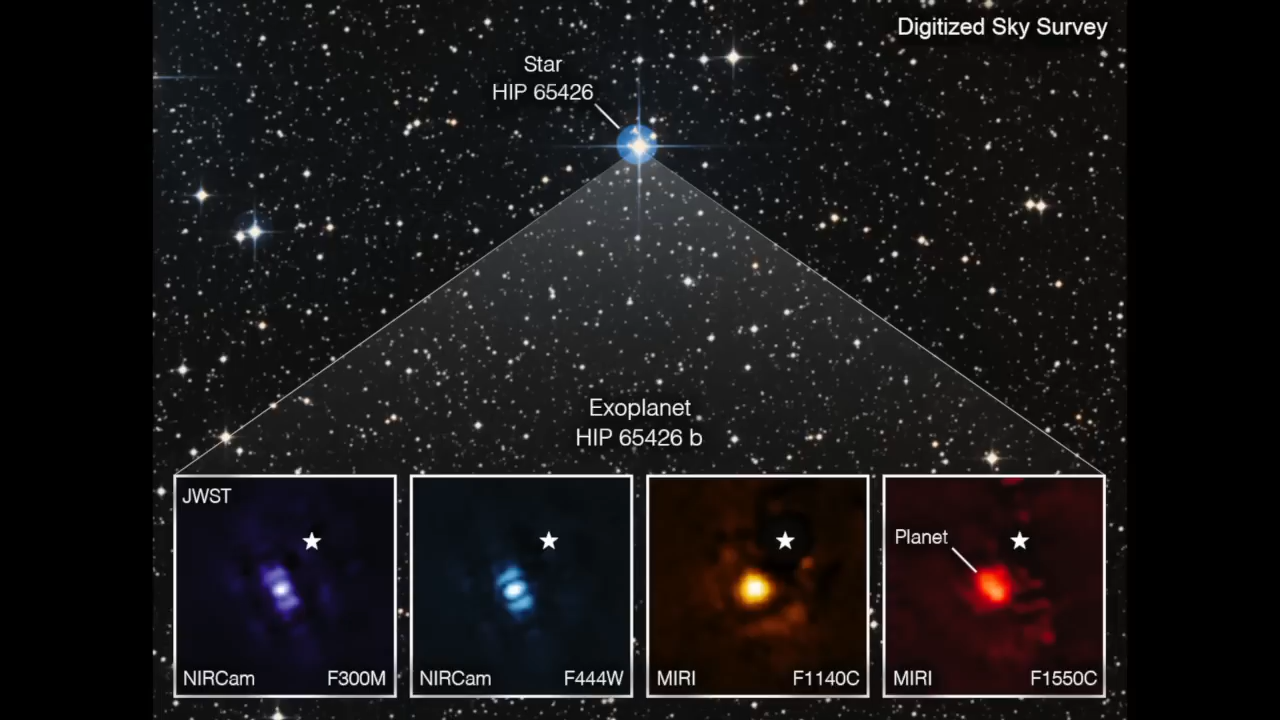 Digitized Sky Survey
Star
HIP 65426
Exoplanet
HIP 65426 b
JWST
NIRCam F300M
NIRCam F444W
MIRI F1140C
Planet
MIRI F1550C